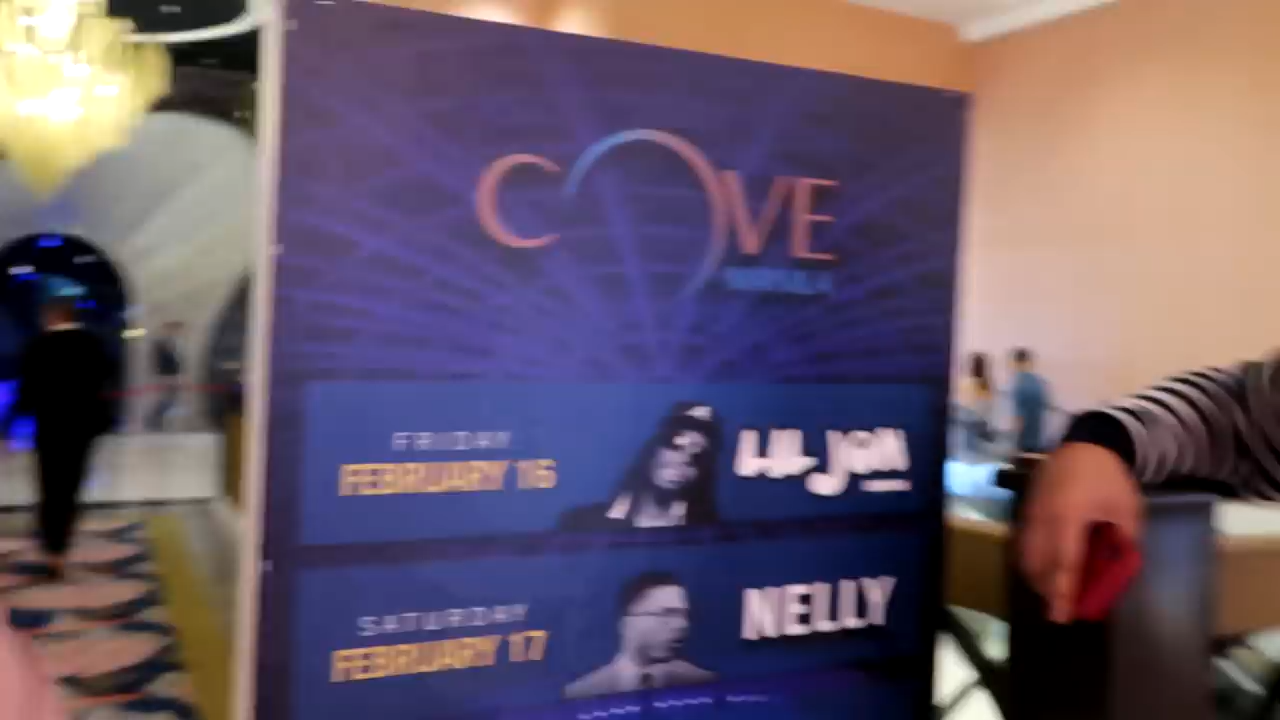 COVE
FRIDAY
FEBRUARY 16
LIL JON
SATURDAY
FEBRUARY 17
NELLY